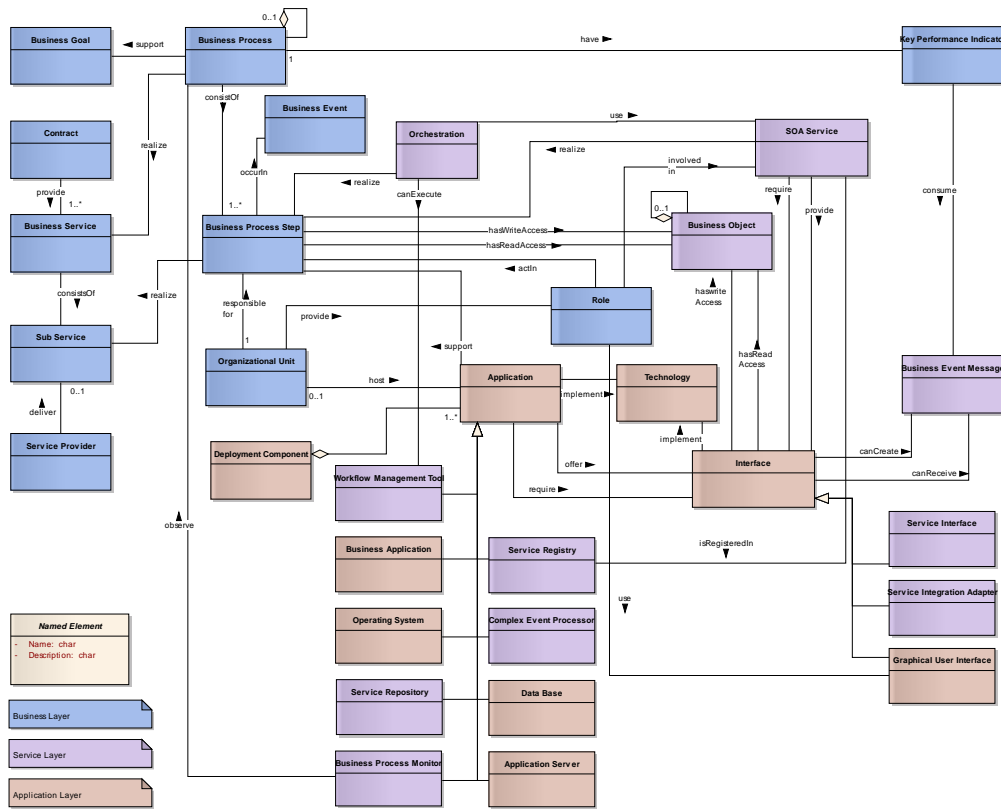 0..1
Business Goal
◄ support
Business Process
1
have ►
Key Performance Indicato
consistOf
Business Event
Contract
Orchestration
use ►
SOA Service
◄ realize
realize
occurIn
◄ realize
involved
in
canExecute
require
provide
consume
provide
1..*
1..*
0..1
Business Service
Business Process Step
hasWriteAccess
hasReadAccess
Business Object
◄ actIn
consistsOf
◄ realize
responsible
for
haswrite
Access
provide ►
Role
Sub Service
1
◄ support
hasRead
Access
Organizational Unit
Application
Technology
Business Event Message
host ►
0..1
0..1
implement
deliver
1..*
implement
Service Provider
Deployment Component
Interface
canCreate
offer
canReceive
Workflow Management Tool
require ►
observe
Service Interface
isRegisteredIn
Business Application
Service Registry
Service Integration Adapter
use
Operating System
Complex Event Processor
Named Element
- Name: char
- Description: char
Graphical User Interface
Service Repository
Data Base
Business Layer
Service Layer
Business Process Monitor
Application Server
Application Layer